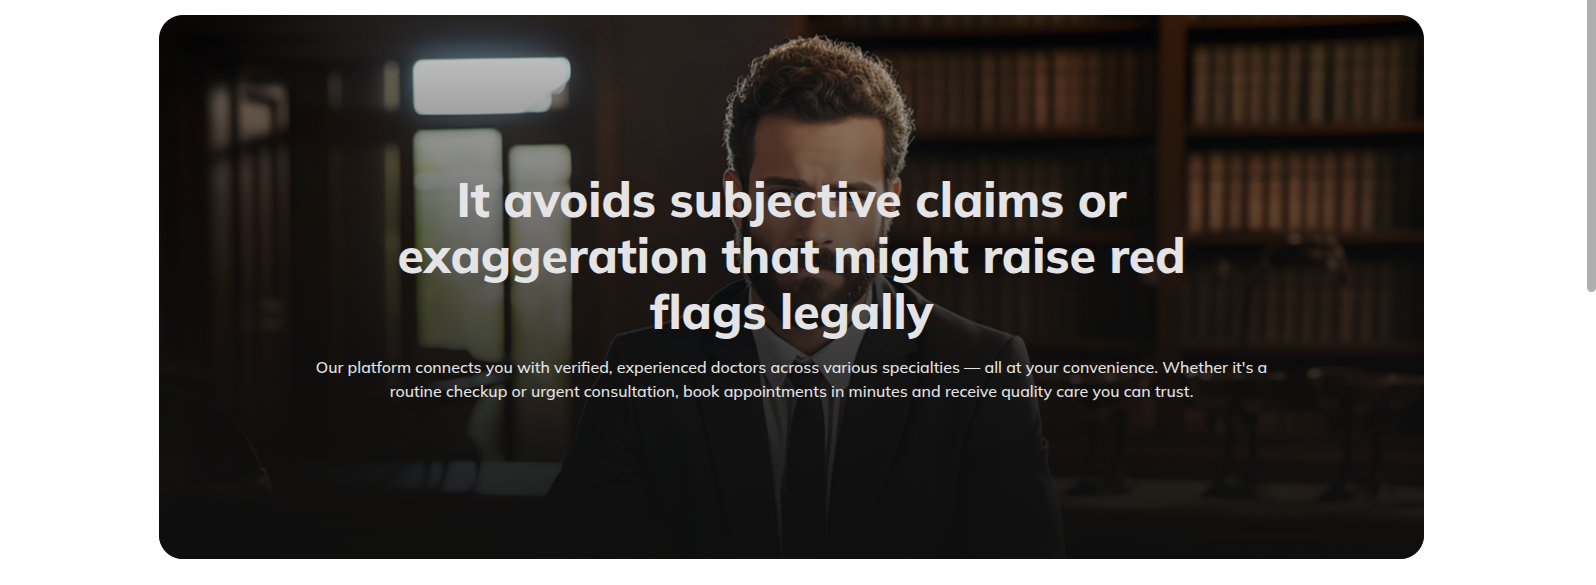 It avoids subjective claims or
exaggeration that might raise red
flags legally
Our platform connects you with verified, experienced doctors across various specialties — all at your convenience. Whether it's a
routine checkup or urgent consultation, book appointments in minutes and receive quality care you can trust.